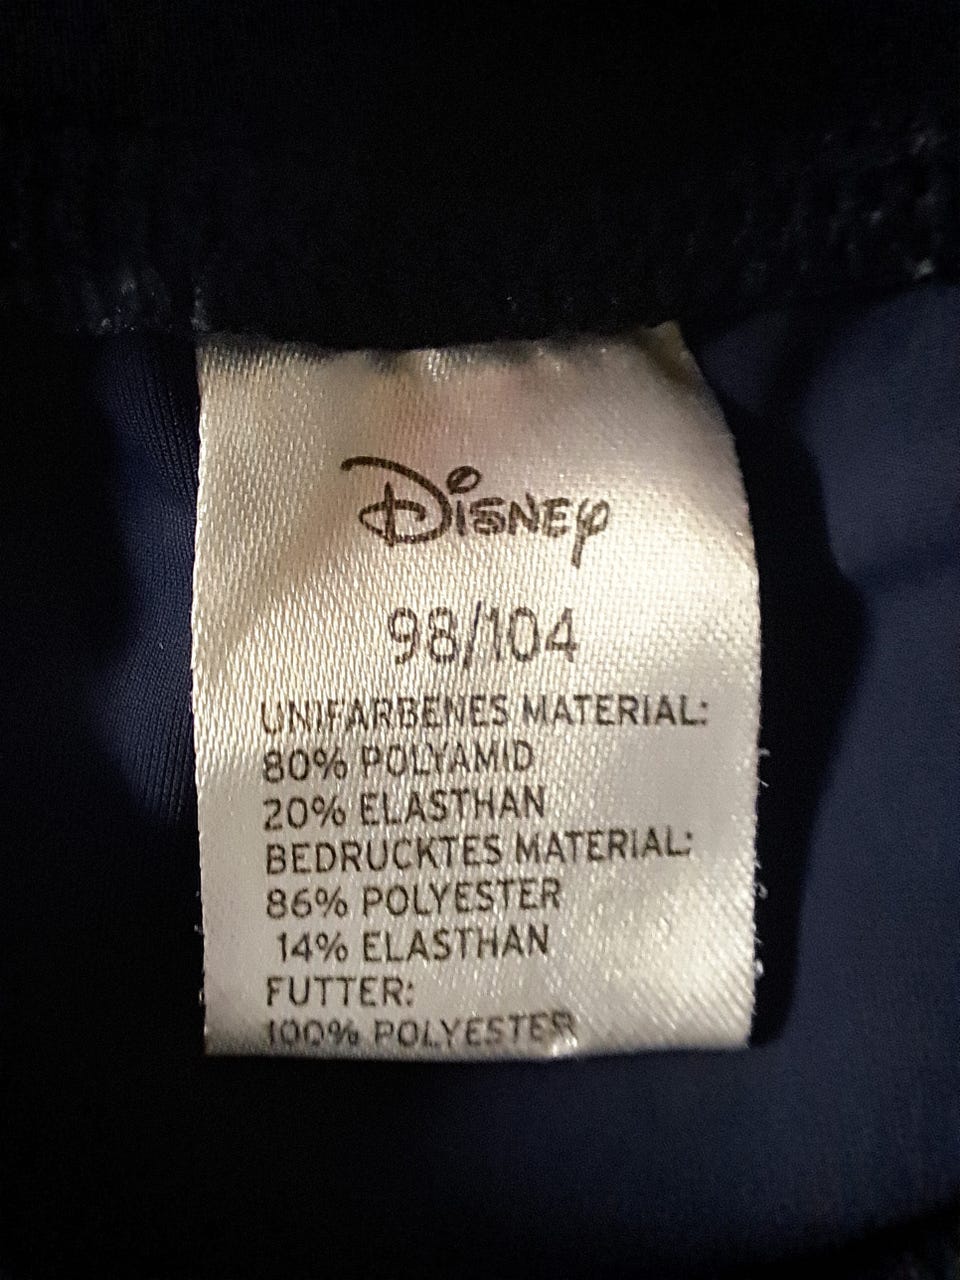 Disney
98/104
UNIFARBENES MATERIAL:
80% POLYAMID
20% ELASTHAN
BEDRUCKTES MATERIAL:
86% POLYESTER
14% ELASTHAN
FUTTER:
100% POLYESTER